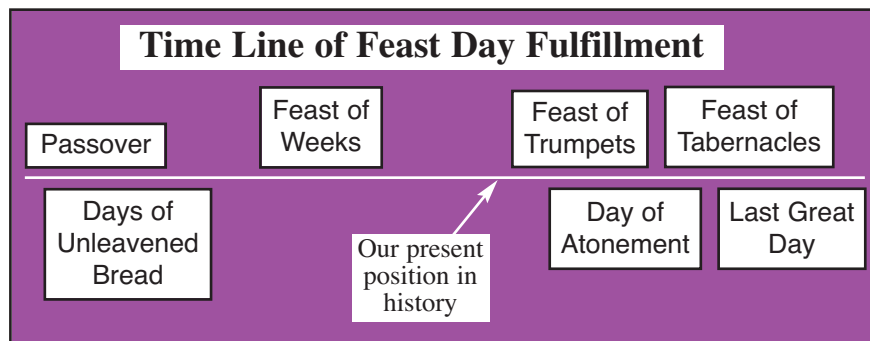 Time Line of Feast Day Fulfillment
Passover
Feast of
Weeks
Feast of
Trumpets
Feast of
Tabernacles
Days of
Unleavened
Bread
Our present
position in
history
Day of
Atonement
Last Great
Day